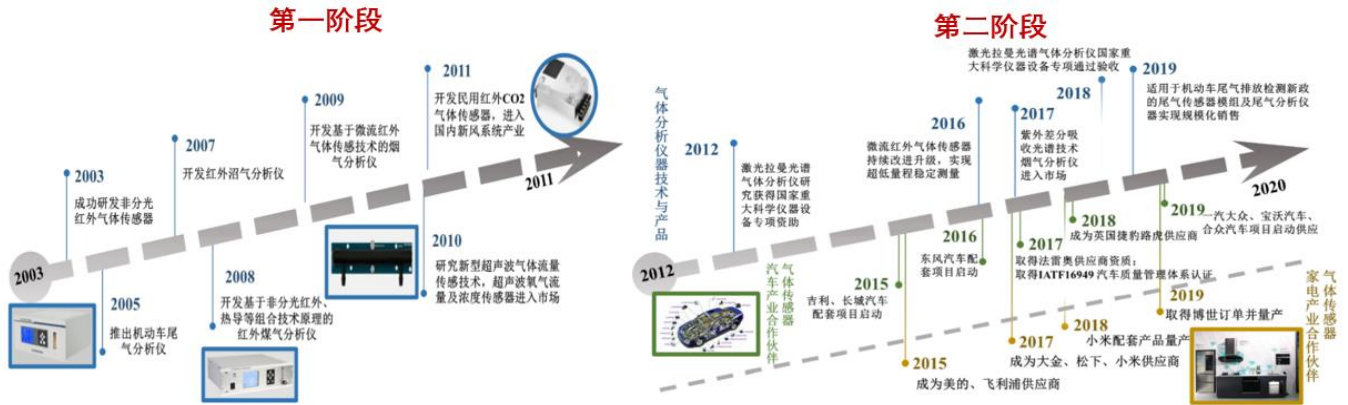 第一阶段
2003
2003
成功研发非分光
红外气体传感器
2005
推出机动车尾
气分析仪
2007
开发红外沼气分析仪
2008
开发基于非分光红外、
热导等组合技术原理的
红外煤气分析仪
2009
开发基于微流红外
气体传感技术的烟
气分析仪
2010
研究新型超声波气体流量
传感技术，超声波氧气流
量及浓度传感器进入市场
2011
开发民用红外CO2
气体传感器，进入
国内新风系统产业
2011
第二阶段
气体分析仪器技术与产品
2012
2012
激光拉曼光谱
气体分析仪研
究获得国家重
大科学仪器设
备专项资助
2016
微流红外气体传感器
持续改进升级，实现
超低量程稳定测量
2017
紫外差分吸
收光谱技术
烟气分析仪
进入市场
激光拉曼光谱气体分析仪国家重
大科学仪器设备专项通过验收
2018
2019
适用于机动车尾气排放检测新政
的尾气传感器模组及尾气分析仪
器实现规模化销售
2020
气体传感器
汽车产业合作伙伴
2015
吉利、长城汽车
配套项目启动
2016
东风汽车配
套项目启动
2017
取得法雷奥供应商资质；
取得IATF16949 汽车质量管理体系认证
2018
成为英国捷豹路虎供应商
2019
一汽大众、宝沃汽车、
合众汽车项目启动供应
气体传感器
家电产业合作伙伴
2015
成为美的、飞利浦供应商
2017
成为大金、松下、小米供应商
2018
小米配套产品量产
2019
取得博世订单并量产